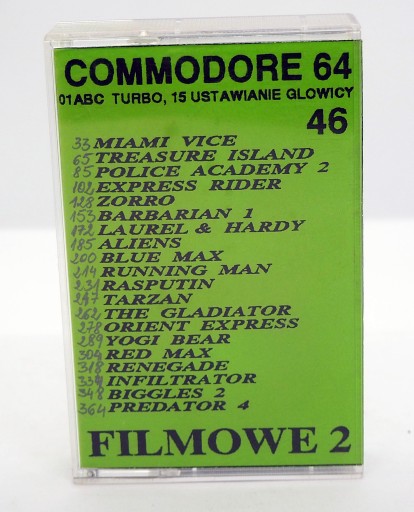 COMMODORE 64
01ABC TURBO, 15 USTAWIANIE GLOWICY
46
33 MIAMI VICE
65 TREASURE ISLAND
85 POLICE ACADEMY 2
102 EXPRESS RIDER
128 ZORRO
153 BARBARIAN 1
172 LAUREL & HARDY
185 ALIENS
200 BLUE MAX
214 RUNNING MAN
231 RASPUTIN
247 TARZAN
262 THE GLADIATOR
278 ORIENT EXPRESS
289 YOGI BEAR
304 RED MAX
318 RENEGADE
334 INFILTRATOR
348 BIGGLES 2
364 PREDATOR 4
FILMOWE 2